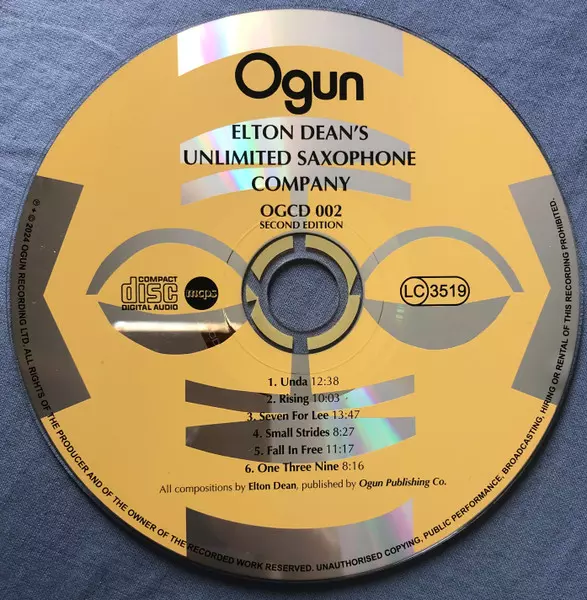 Ogun
ELTON DEAN'S
UNLIMITED SAXOPHONE
COMPANY
OGCD 002
SECOND EDITION
COMPACT
disc
DIGITAL AUDIO
mcps
LC 3519
1. Unda 12:38
2. Rising 10:03
3. Seven For Lee 13:47
4. Small Strides 8:27
5. Fall In Free 11:17
6. One Three Nine 8:16
All compositions by Elton Dean, published by Ogun Publishing Co.
℗ + © 2024 OGUN RECORDING LTD. ALL RIGHTS OF THE PRODUCER AND OF THE OWNER OF THE RECORDED WORK RESERVED. UNAUTHORISED COPYING, PUBLIC PERFORMANCE, BROADCASTING, HIRING OR RENTAL OF THIS RECORDING PROHIBITED.